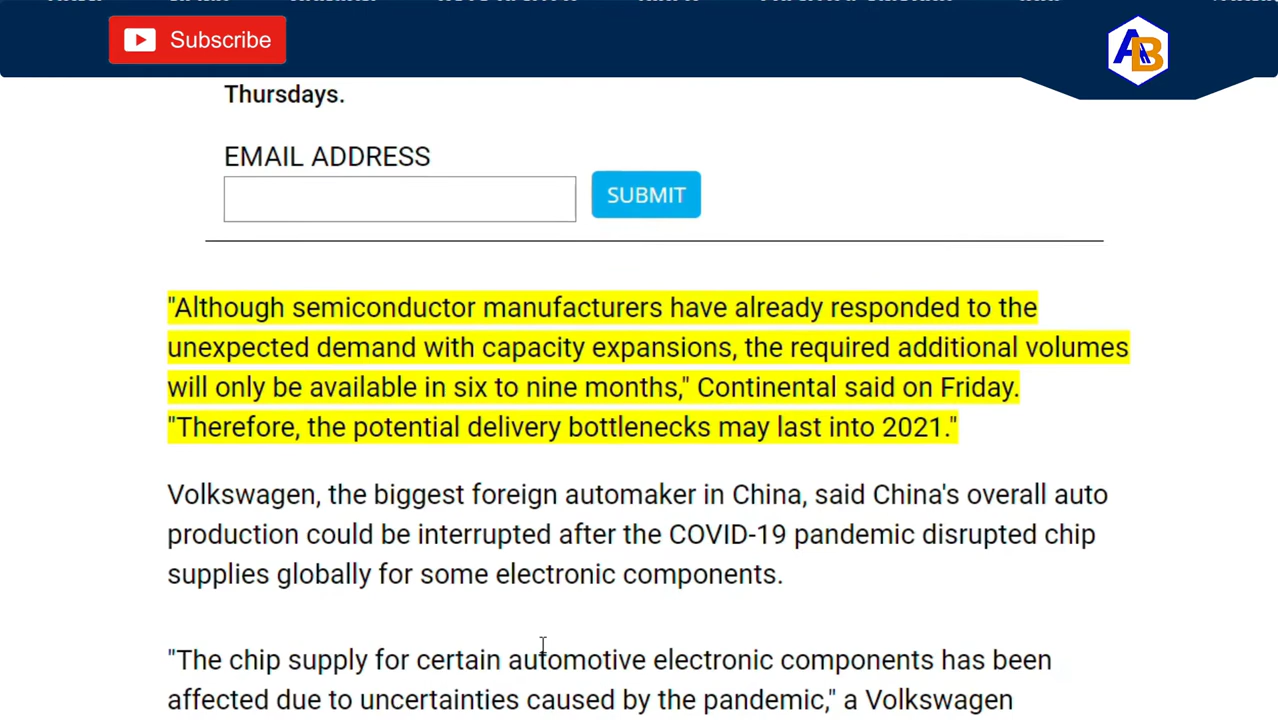 Subscribe
AB
Thursdays.
EMAIL ADDRESS
SUBMIT
"Although semiconductor manufacturers have already responded to the
unexpected demand with capacity expansions, the required additional volumes
will only be available in six to nine months," Continental said on Friday.
"Therefore, the potential delivery bottlenecks may last into 2021."
Volkswagen, the biggest foreign automaker in China, said China's overall auto
production could be interrupted after the COVID-19 pandemic disrupted chip
supplies globally for some electronic components.
"The chip supply for certain automotive electronic components has been
affected due to uncertainties caused by the pandemic," a Volkswagen